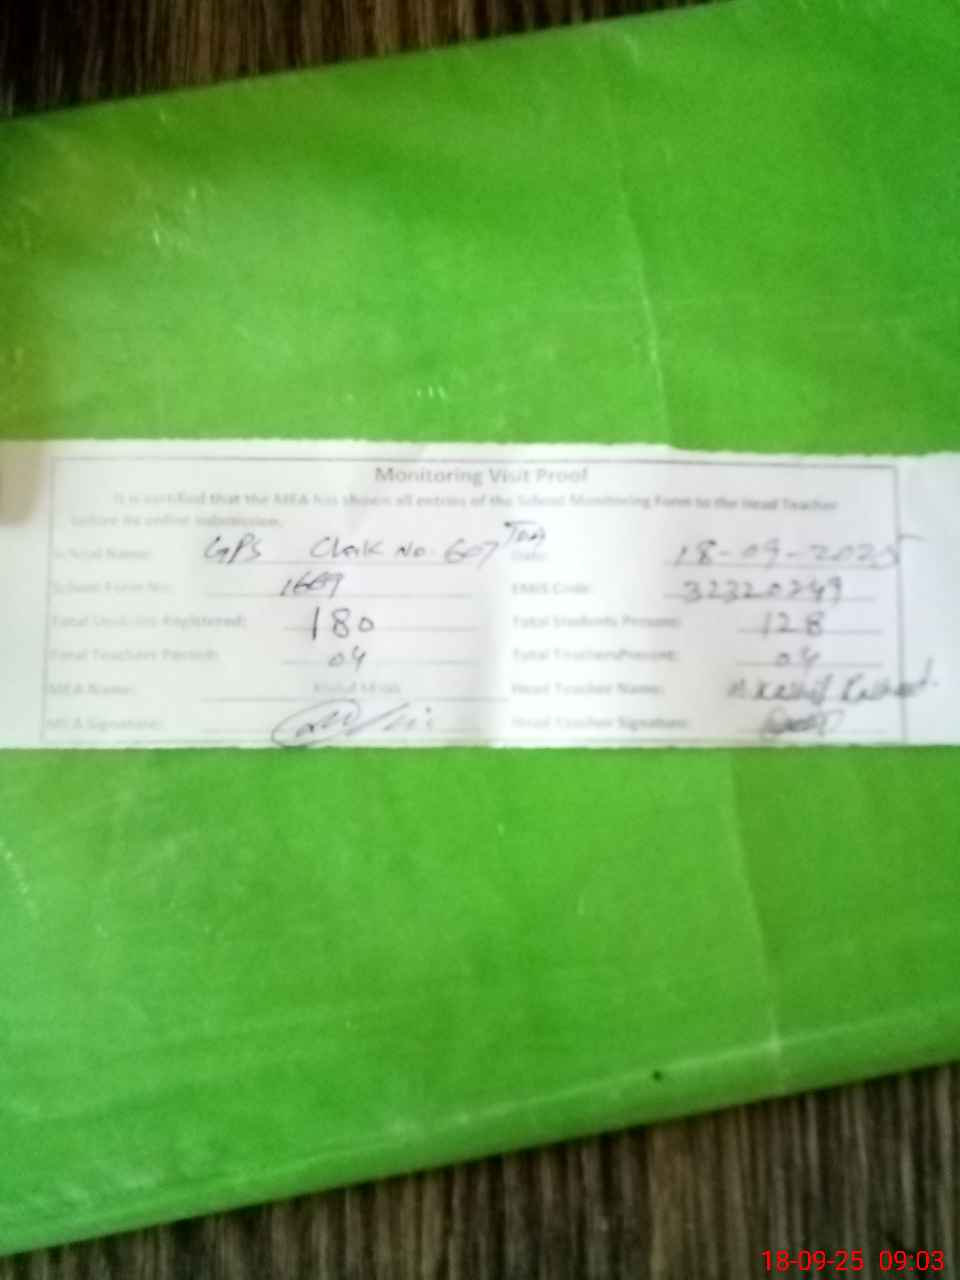 Monitoring Visit Proof
It is certified that the MEA has shown all entries of the School Monitoring Form to the Head Teacher
before its online submission.
School Name: GPS Chak No. 607 Date: 18-09-2025
School Form No: EMIS Code: 32320249
Total Students Registered: 180 Total Students Present: 128
Total Teachers Posted: 04 Total Teachers Present: 04
MEA Name: Head Teacher Name: M Kashif Rasheed
MEA Signature: Head Teacher Signature:
18-09-25 09:03